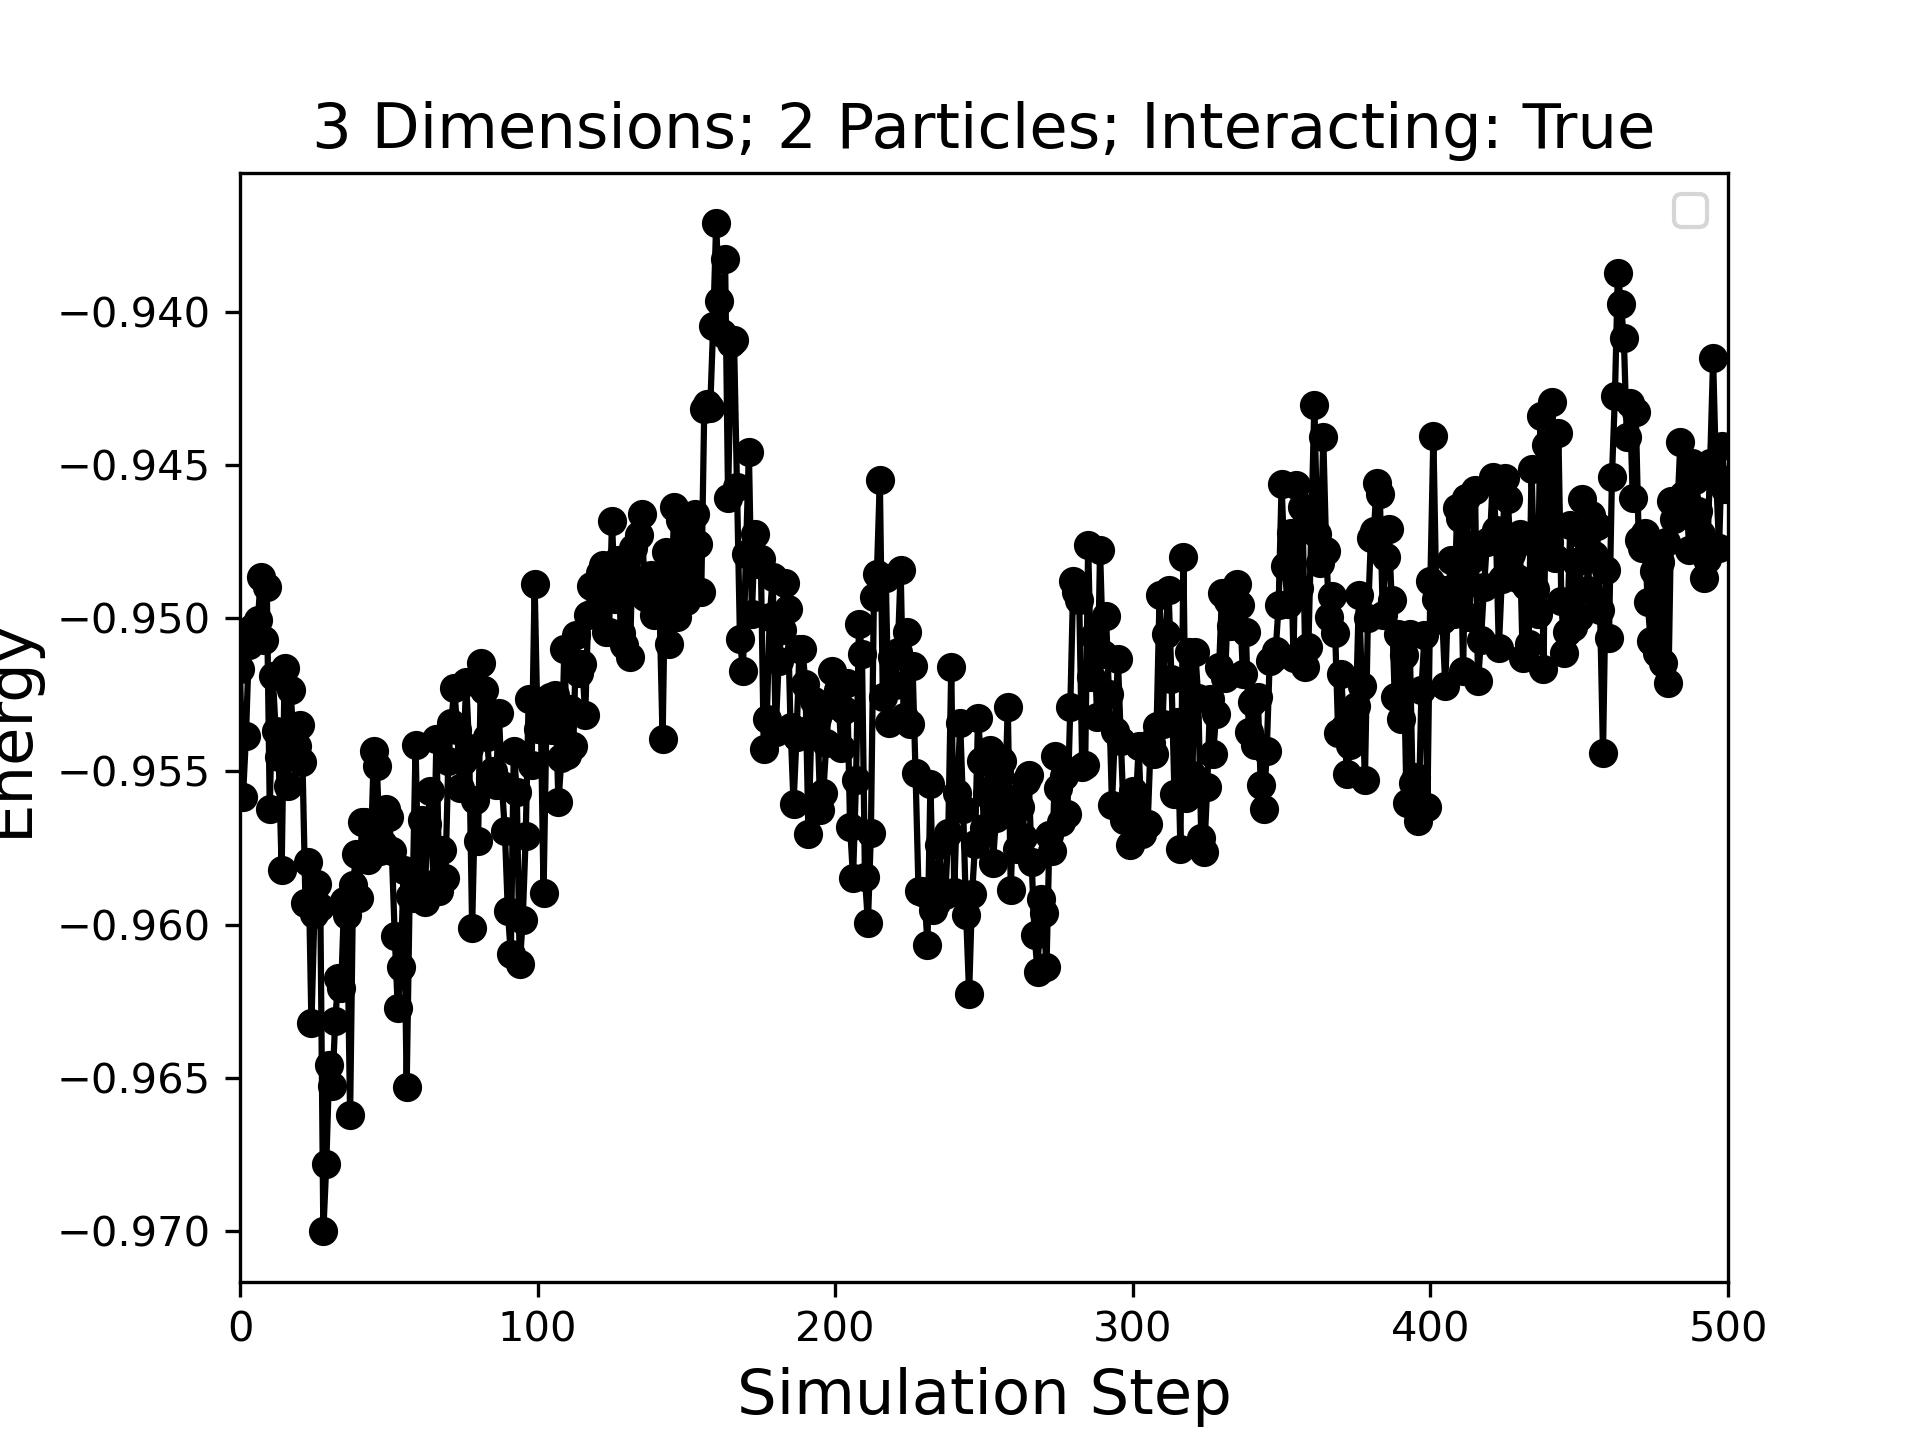 3 Dimensions; 2 Particles; Interacting: True
Energy
−0.940
−0.945
−0.950
−0.955
−0.960
−0.965
−0.970
0 100 200 300 400 500
Simulation Step